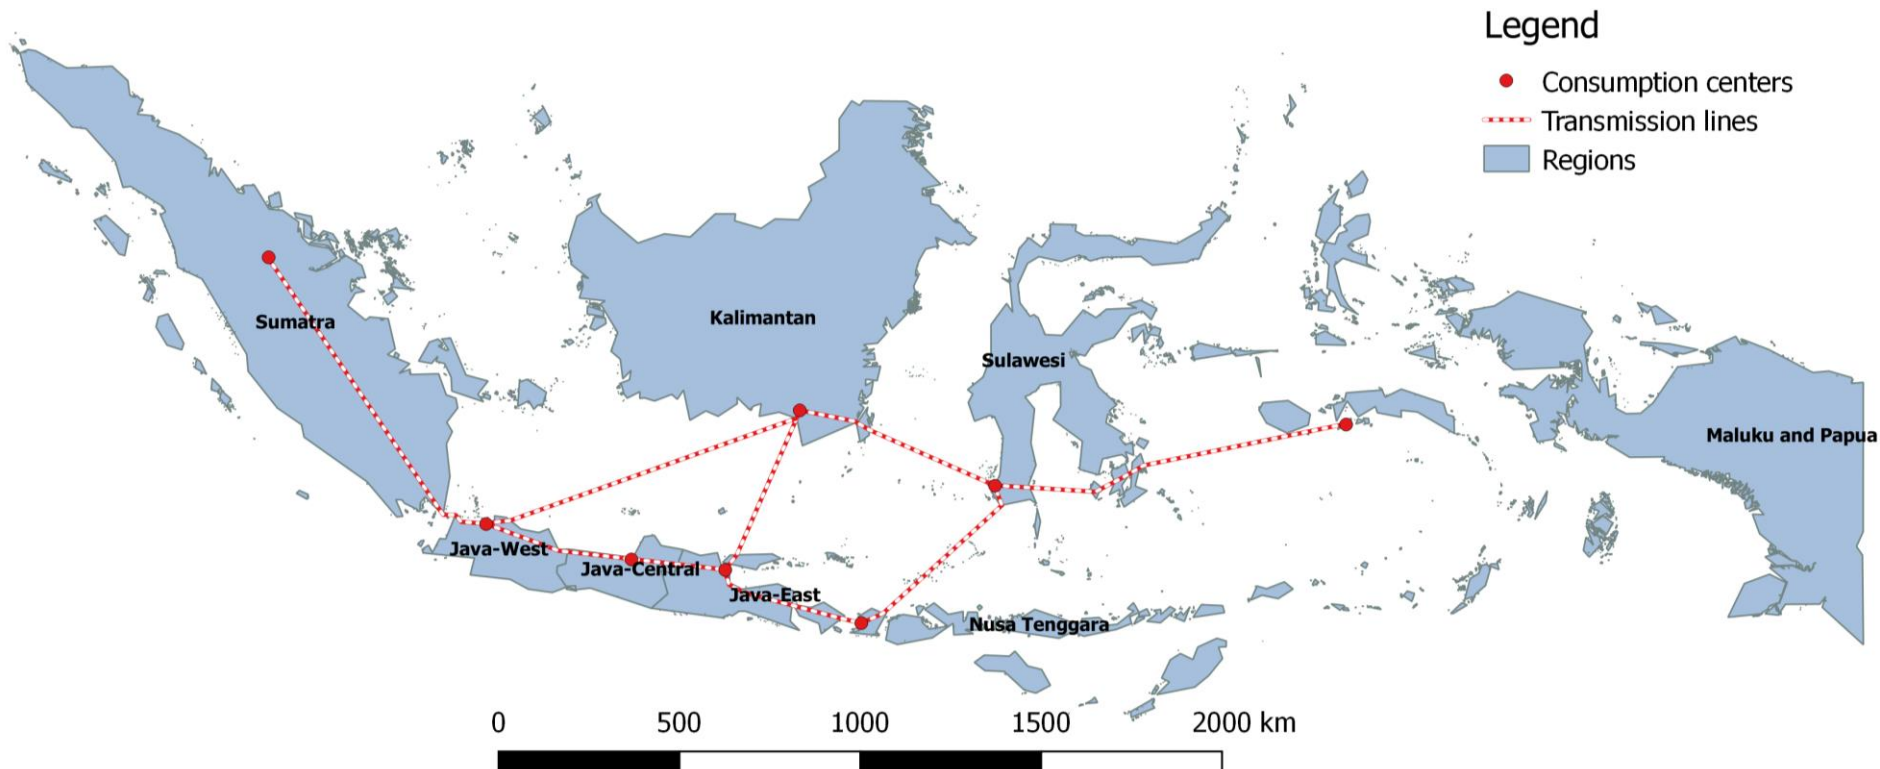 Legend
Consumption centers
Transmission lines
Regions
Sumatra
Kalimantan
Sulawesi
Maluku and Papua
Java-West
Java-Central
Java-East
Nusa Tenggara
0 500 1000 1500 2000 km